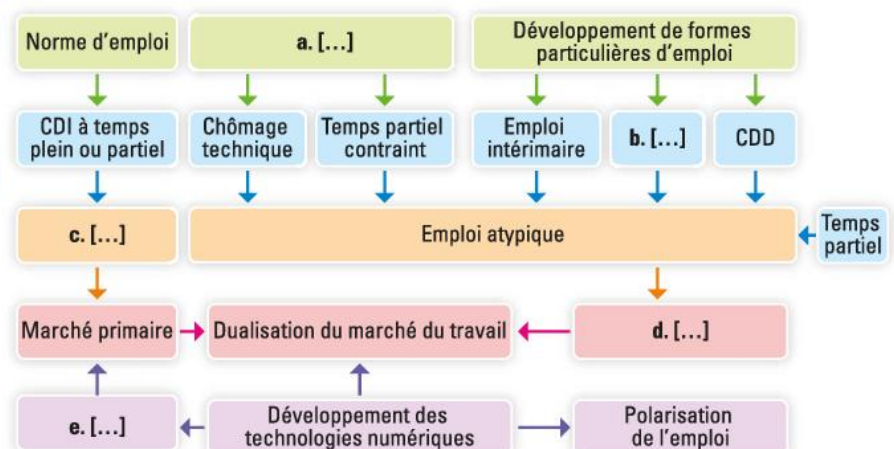 Norme d'emploi
a. […]
Développement de formes
particulières d'emploi
CDI à temps
plein ou partiel
Chômage
technique
Temps partiel
contraint
Emploi
intérimaire
b. […]
CDD
c. […]
Emploi atypique
Temps
partiel
Marché primaire
Dualisation du marché du travail
d. […]
e. […]
Développement des
technologies numériques
Polarisation
de l'emploi